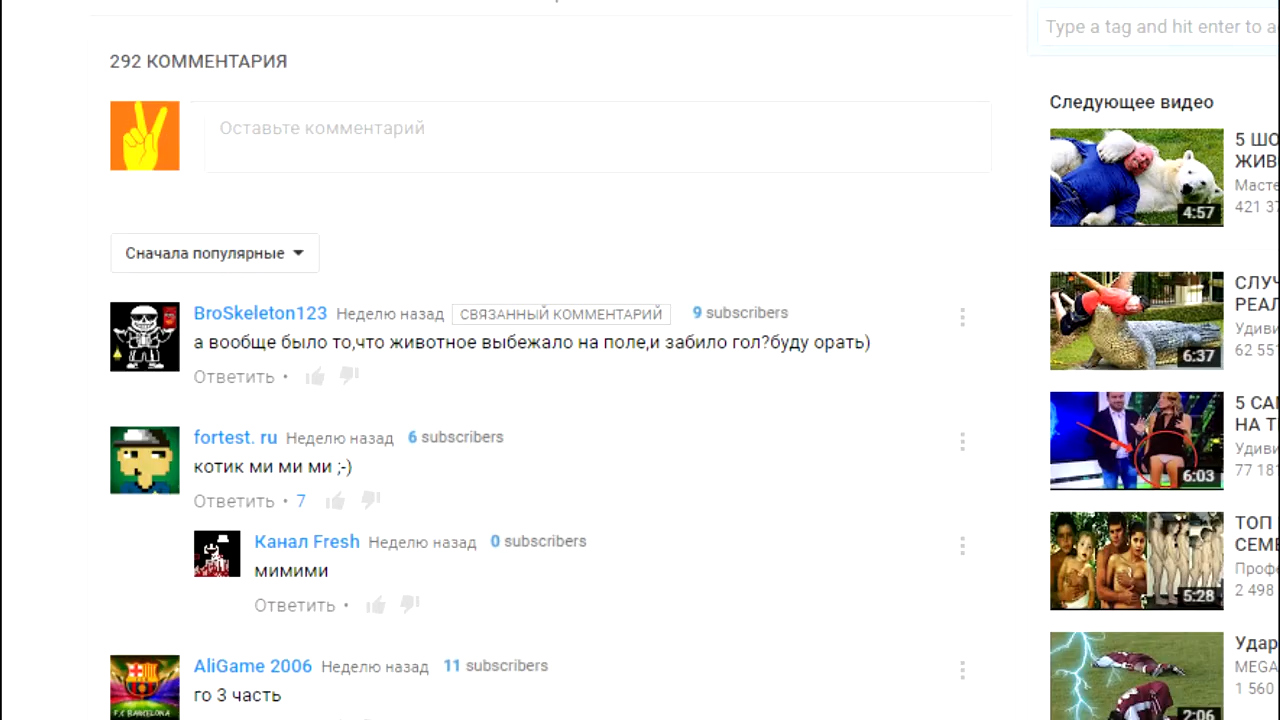 Type a tag and hit enter to a
292 КОММЕНТАРИЯ
Оставьте комментарий
Сначала популярные
BroSkeleton123 Неделю назад СВЯЗАННЫЙ КОММЕНТАРИЙ 9 subscribers
а вообще было то,что животное выбежало на поле,и забило гол?буду орать)
Ответить •
fortest. ru Неделю назад 6 subscribers
котик ми ми ми ;-)
Ответить • 7
Канал Fresh Неделю назад 0 subscribers
мимими
Ответить •
AliGame 2006 Неделю назад 11 subscribers
го 3 часть
F.C BARCELONA
Следующее видео
4:57
5 ШО
ЖИВ
Масте
421 37
6:37
СЛУЧ
РЕАЛ
Удиви
62 551
6:03
5 СА
НА Т
Удиви
77 181
5:28
ТОП
СЕМЕ
Профе
2 498
2:06
Удар
MEGA
1 560